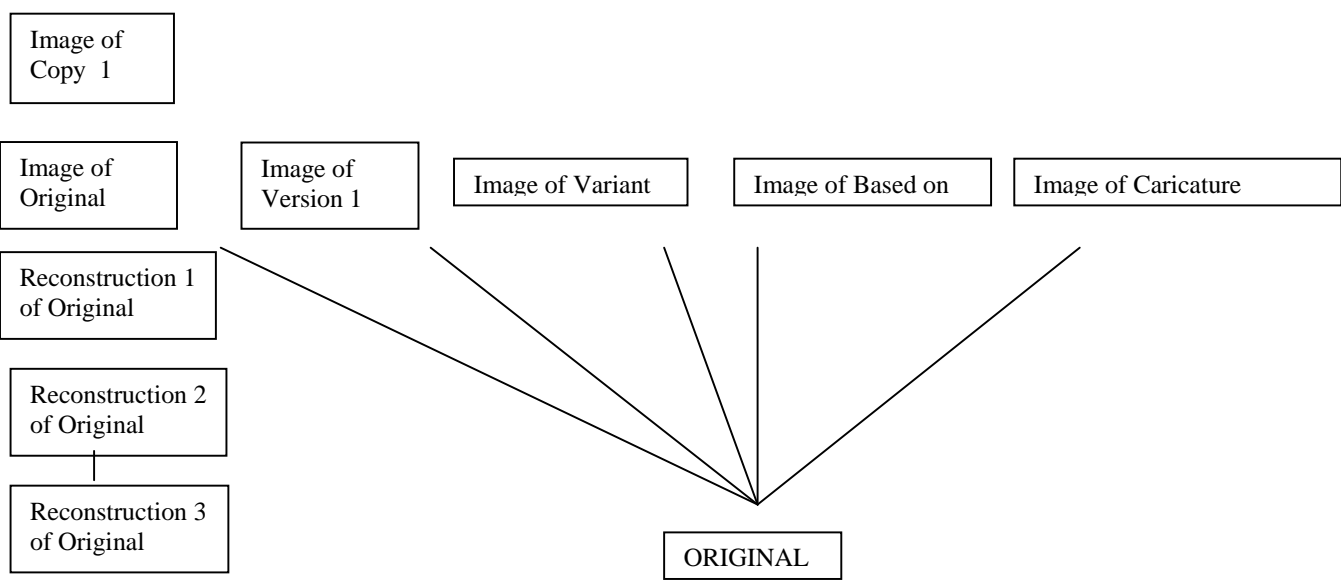 Image of
Copy 1
Image of
Original
Image of
Version 1
Image of Variant
Image of Based on
Image of Caricature
Reconstruction 1
of Original
Reconstruction 2
of Original
Reconstruction 3
of Original
ORIGINAL